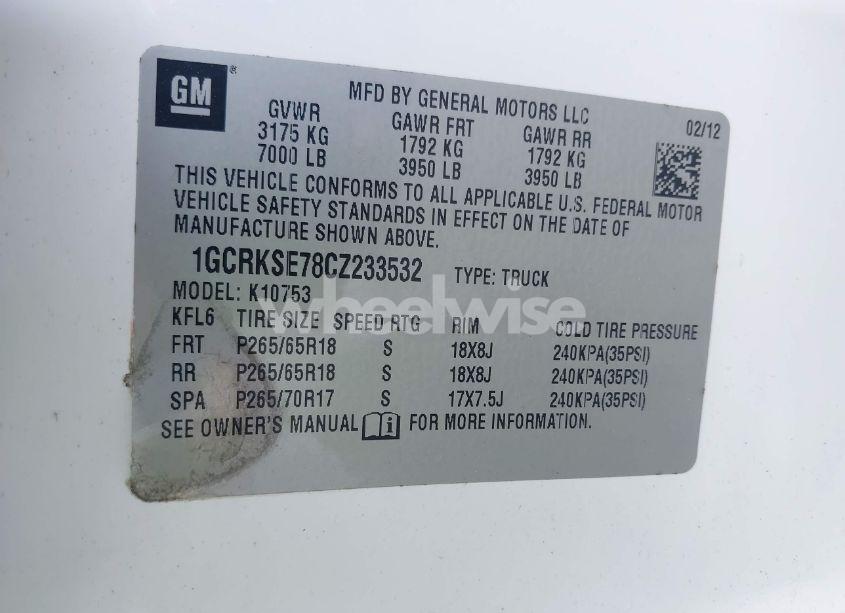 GM®
MFD BY GENERAL MOTORS LLC
02/12
GVWR GAWR FRT GAWR RR
3175 KG 1792 KG 1792 KG
7000 LB 3950 LB 3950 LB
THIS VEHICLE CONFORMS TO ALL APPLICABLE U.S. FEDERAL MOTOR
VEHICLE SAFETY STANDARDS IN EFFECT ON THE DATE OF
MANUFACTURE SHOWN ABOVE.
1GCRKSE78CZ233532 TYPE: TRUCK
MODEL: K10753
wheelwise
KFL6 TIRE SIZE SPEED RTG RIM COLD TIRE PRESSURE
FRT P265/65R18 S 18X8J 240KPA(35PSI)
RR P265/65R18 S 18X8J 240KPA(35PSI)
SPA P265/70R17 S 17X7.5J 240KPA(35PSI)
SEE OWNER'S MANUAL i FOR MORE INFORMATION.